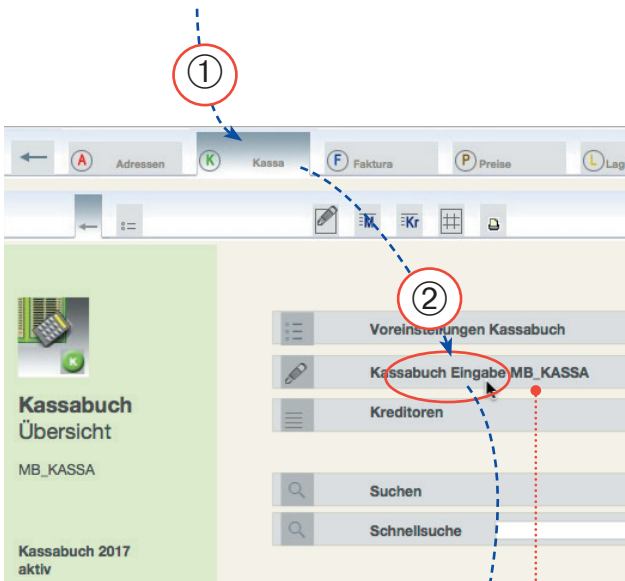 ①
A Adressen K Kassa F Faktura P Preise L Lag
M Kr
②
Voreinstellungen Kassabuch
Kassabuch Eingabe MB_KASSA
Kreditoren
Suchen
Schnellsuche
K
Kassabuch
Übersicht
MB_KASSA
Kassabuch 2017
aktiv